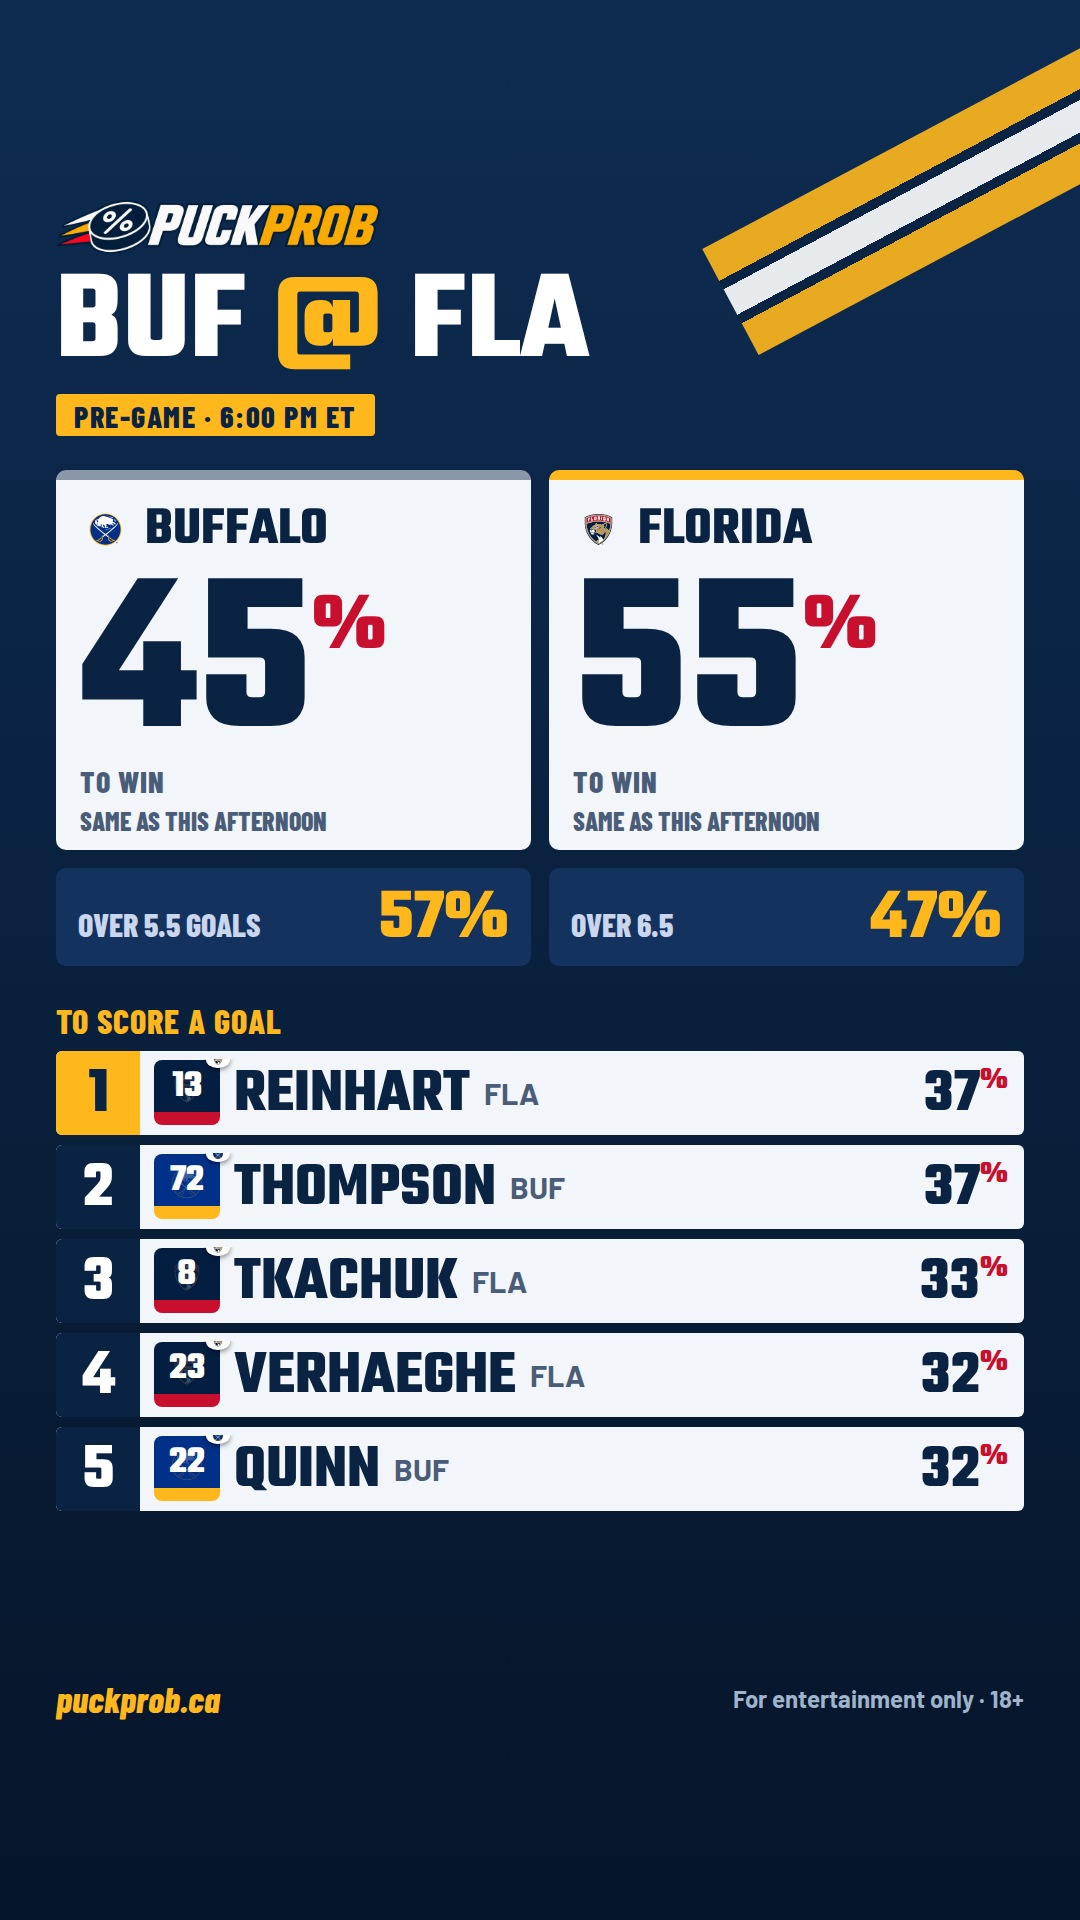 %PUCKPROB
BUF @ FLA
PRE-GAME · 6:00 PM ET
BUFFALO
45%
TO WIN
SAME AS THIS AFTERNOON
FLORIDA
55%
TO WIN
SAME AS THIS AFTERNOON
OVER 5.5 GOALS 57%
OVER 6.5 47%
TO SCORE A GOAL
1 13 REINHART FLA 37%
2 72 THOMPSON BUF 37%
3 8 TKACHUK FLA 33%
4 23 VERHAEGHE FLA 32%
5 22 QUINN BUF 32%
puckprob.ca
For entertainment only · 18+